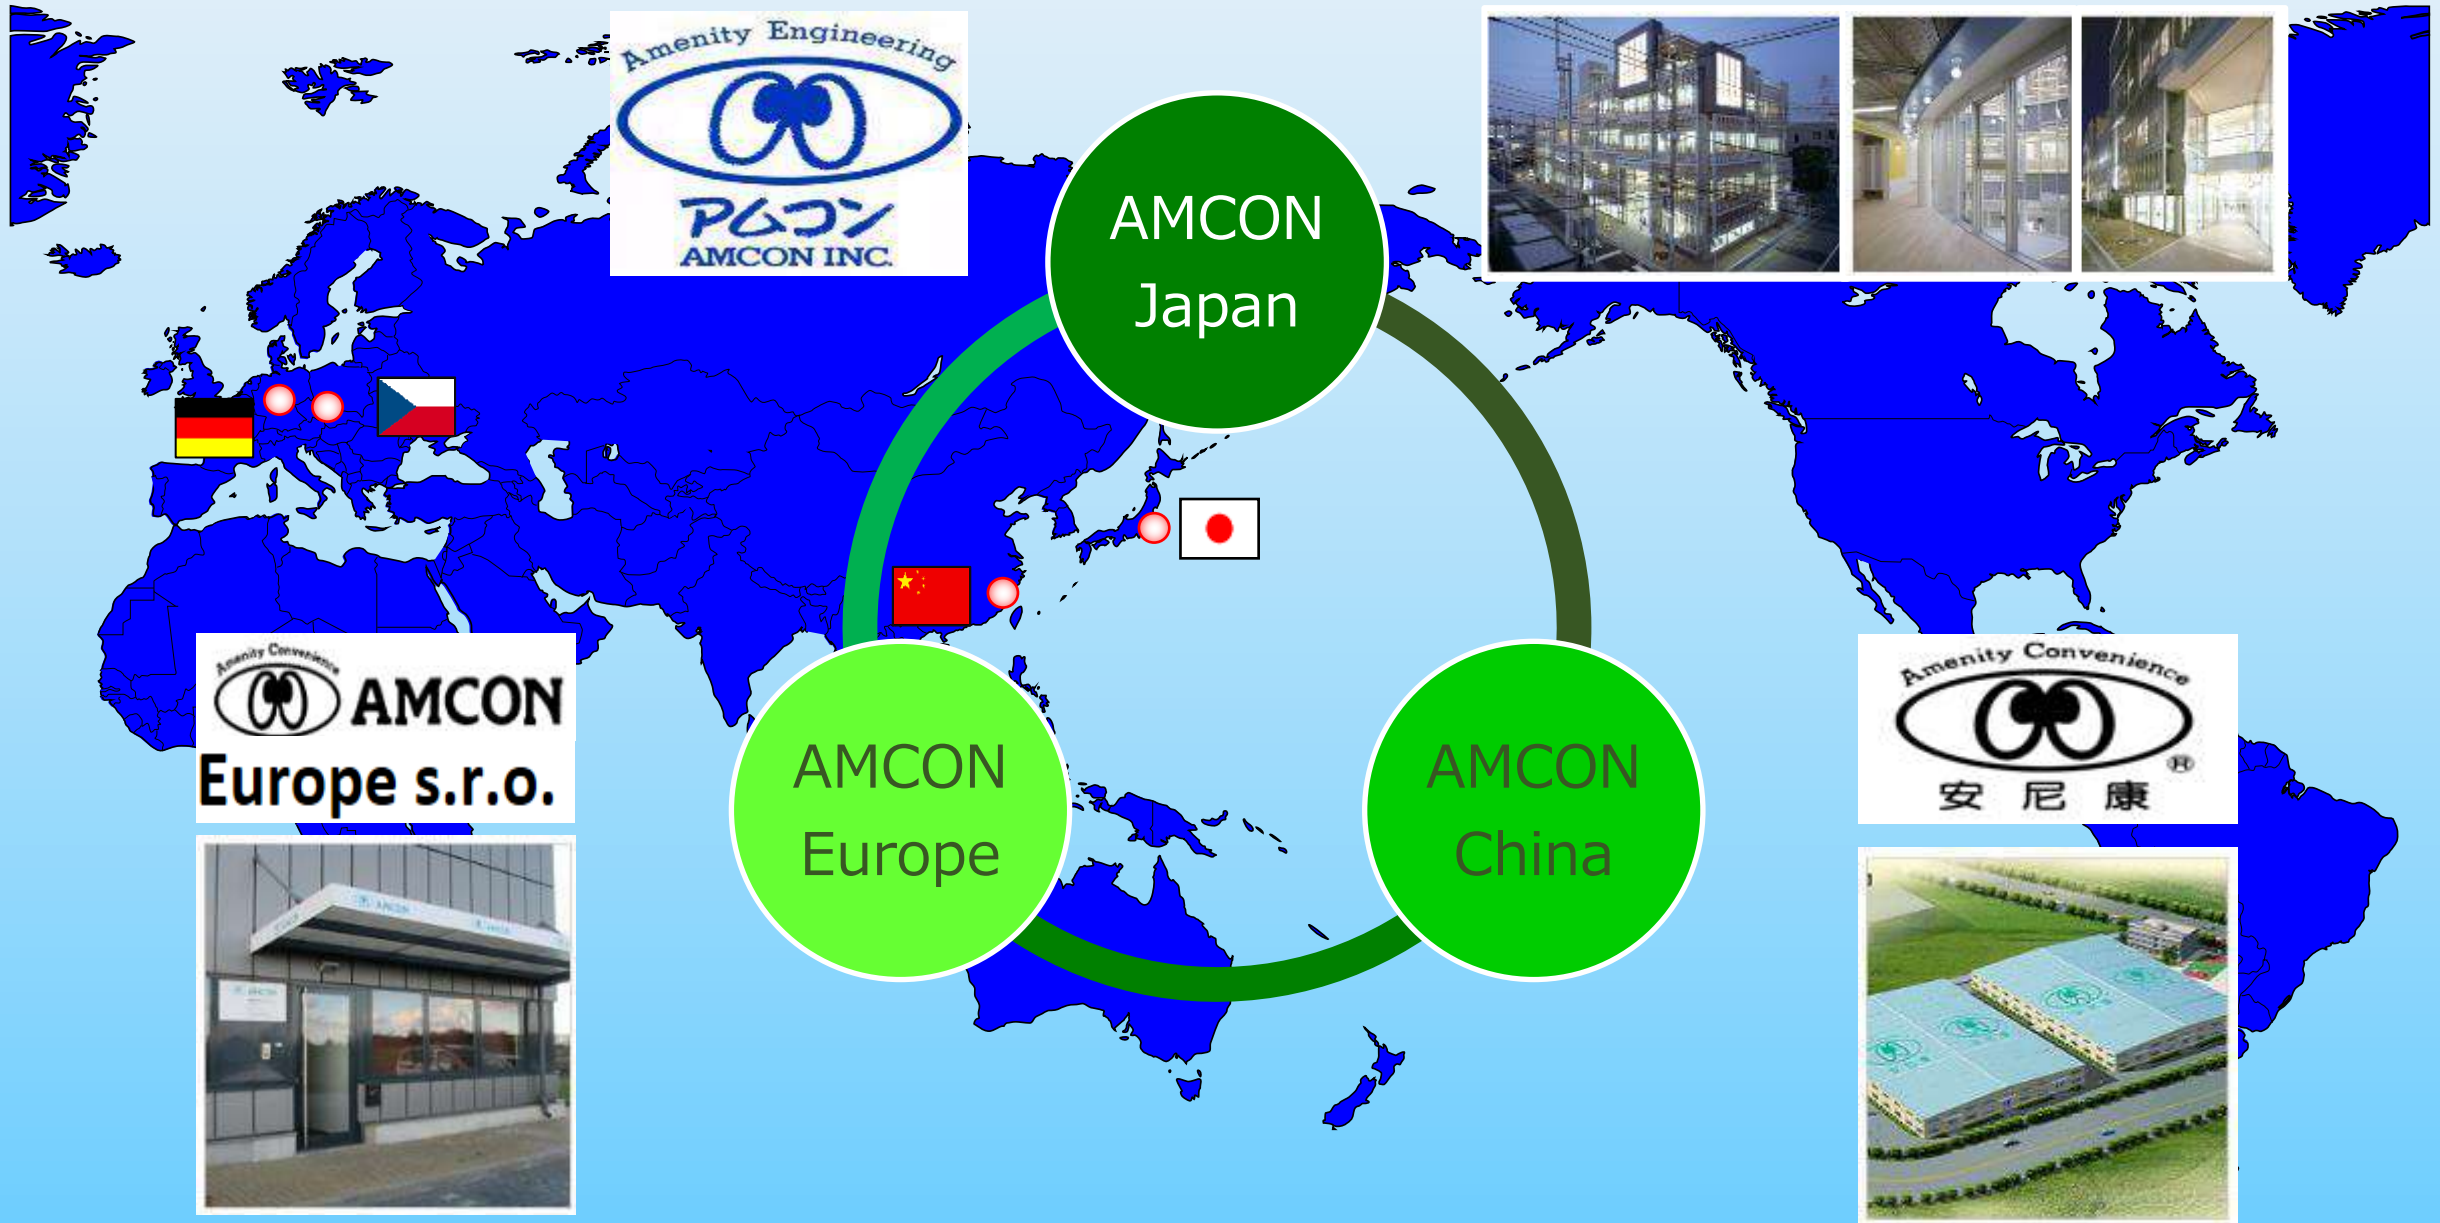 Amenity Engineering
アムコン
AMCON INC.
AMCON
Japan
Amenity Convenience
AMCON
Europe s.r.o.
AMCON
Europe
AMCON
China
Amenity Convenience
®
安尼康
AMCON